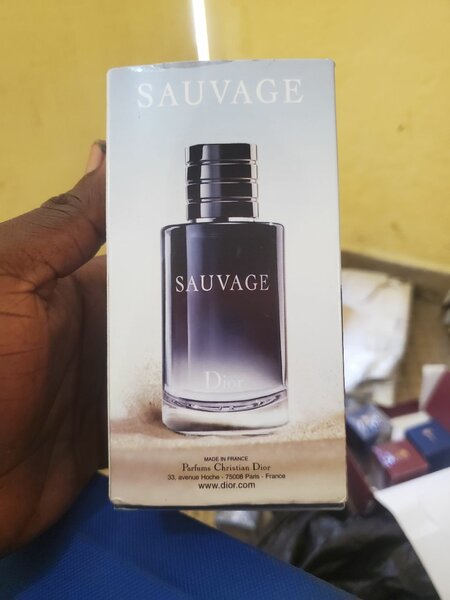 SAUVAGE
SAUVAGE
Dior
MADE IN FRANCE
Parfums Christian Dior
33, avenue Hoche - 75008 Paris - France
www.dior.com